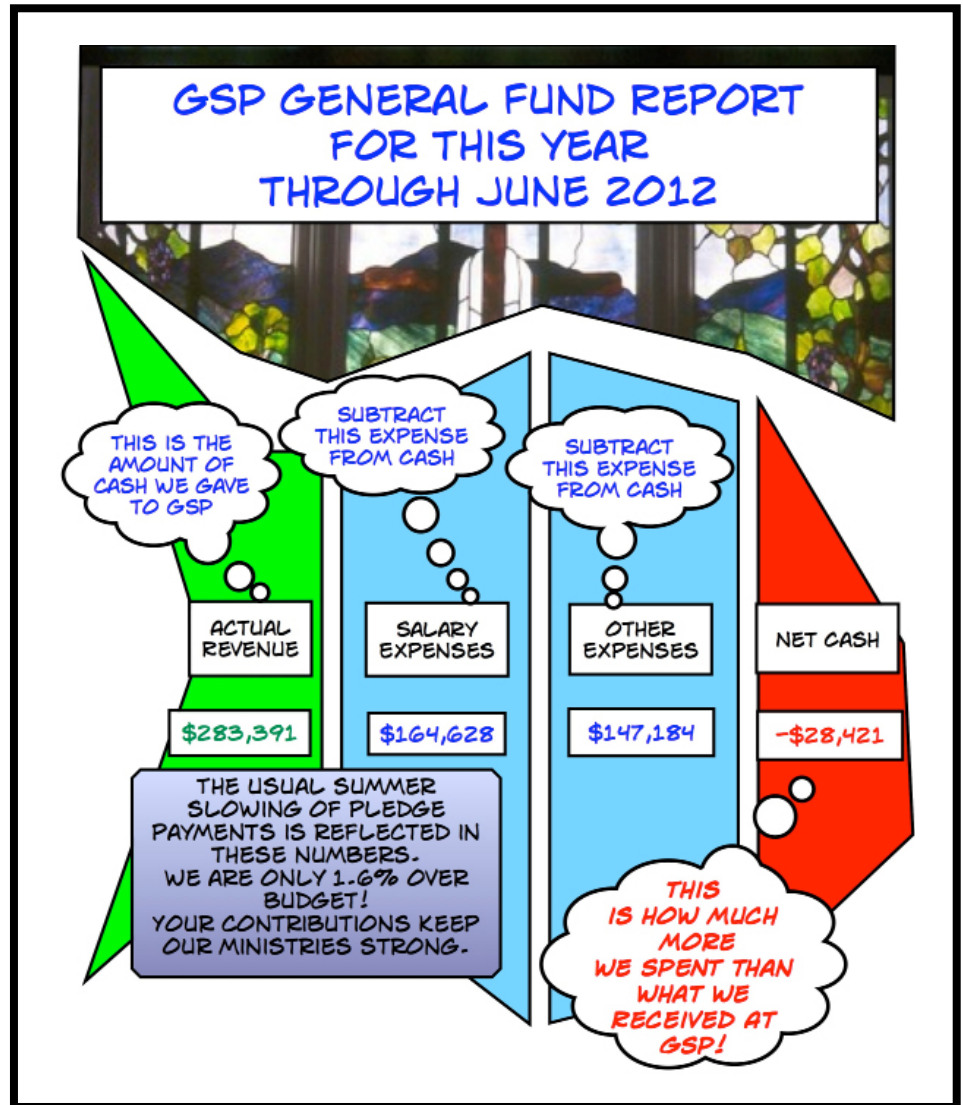 GSP GENERAL FUND REPORT
FOR THIS YEAR
THROUGH JUNE 2012
THIS IS THE
AMOUNT OF
CASH WE GAVE
TO GSP
SUBTRACT
THIS EXPENSE
FROM CASH
SUBTRACT
THIS EXPENSE
FROM CASH
ACTUAL
REVENUE
SALARY
EXPENSES
OTHER
EXPENSES
NET CASH
$283,391
$164,628
$147,184
-$28,421
THE USUAL SUMMER
SLOWING OF PLEDGE
PAYMENTS IS REFLECTED IN
THESE NUMBERS.
WE ARE ONLY 1.6% OVER
BUDGET!
YOUR CONTRIBUTIONS KEEP
OUR MINISTRIES STRONG.
THIS
IS HOW MUCH
MORE
WE SPENT THAN
WHAT WE
RECEIVED AT
GSP!